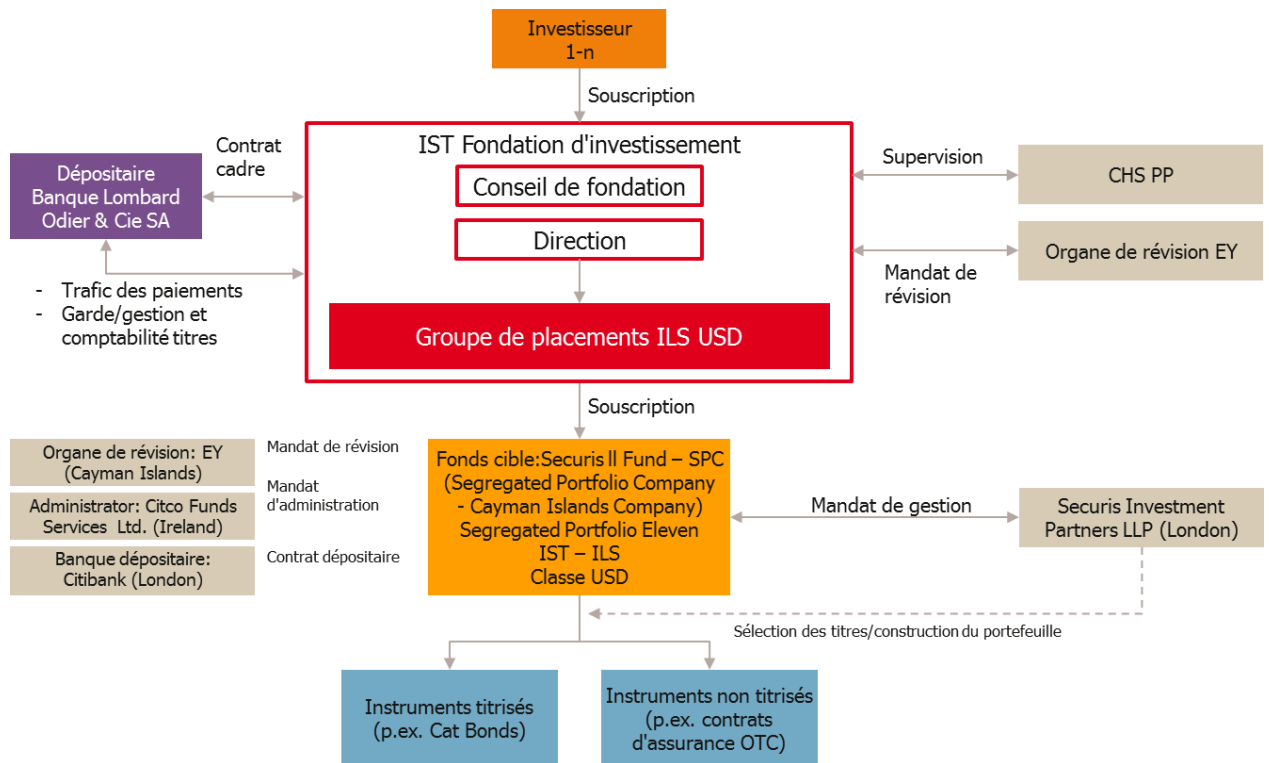 Investisseur
1-n
Souscription
IST Fondation d'investissement
Conseil de fondation
Direction
Groupe de placements ILS USD
Contrat
cadre
Dépositaire
Banque Lombard
Odier & Cie SA
- Trafic des paiements
- Garde/gestion et
comptabilité titres
Supervision
CHS PP
Organe de révision EY
Mandat de
révision
Souscription
Organe de révision: EY
(Cayman Islands)
Mandat de révision
Administrator: Citco Funds
Services Ltd. (Ireland)
Mandat
d'administration
Banque dépositaire:
Citibank (London)
Contrat dépositaire
Fonds cible:Securis ll Fund – SPC
(Segregated Portfolio Company
- Cayman Islands Company)
Segregated Portfolio Eleven
IST – ILS
Classe USD
Mandat de gestion
Securis Investment
Partners LLP (London)
Sélection des titres/construction du portefeuille
Instruments titrisés
(p.ex. Cat Bonds)
Instruments non titrisés
(p.ex. contrats
d'assurance OTC)